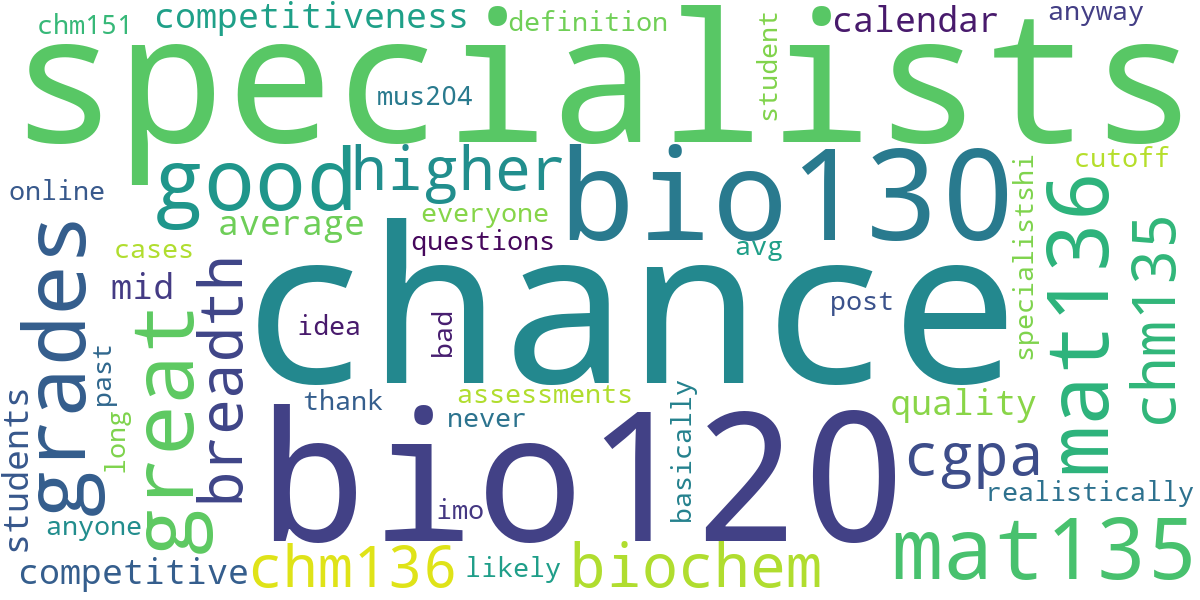 chm151
competitiveness
definition
calendar
anyway
specialists
student
mus204
good
higher
bio130
cutoff
online
average
everyone
questions
avg
specialistshi
mat136
chm135
grades
cases
mid
breadth
chance
idea
bad
post
great
past
students
long
thank
assessments
never
basically
quality
bio120
imo
cgpa
realistically
anyone
competitive
chm136
likely
biochem
mat135